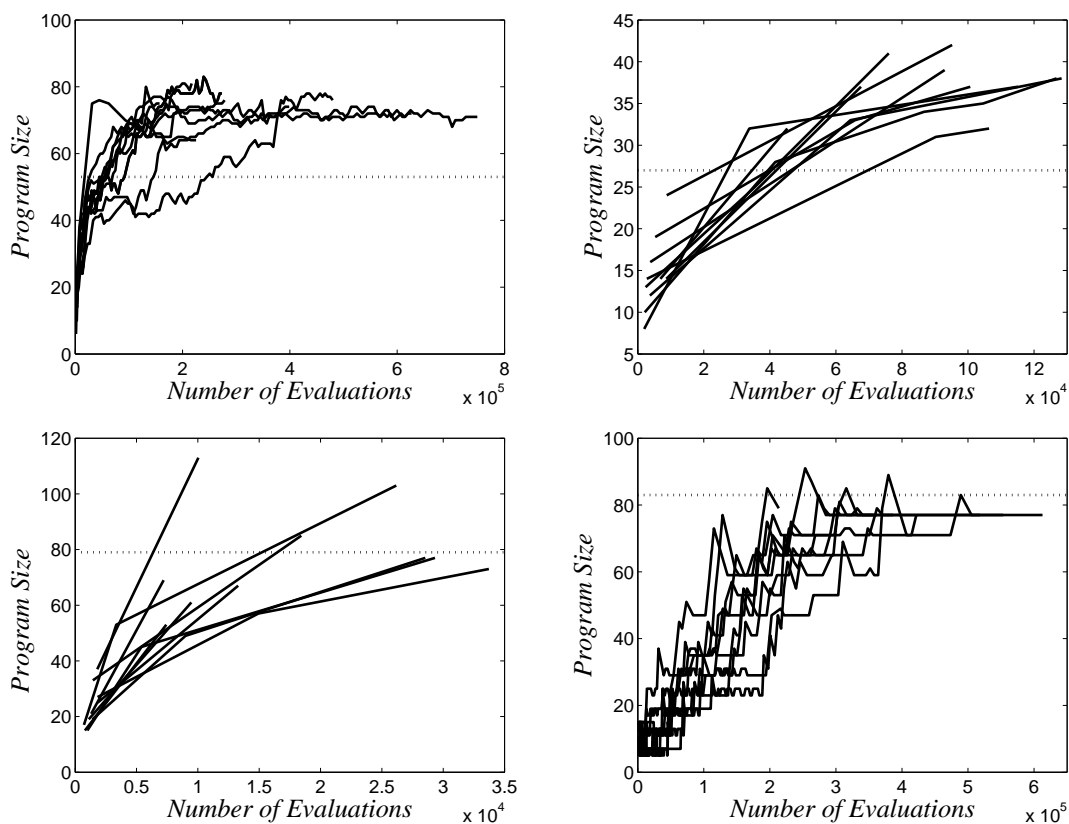 100
80
60
40
20
0
Program Size
0 2 4 6 8
Number of Evaluations
x 10^5
45
40
35
30
25
20
15
10
5
Program Size
0 2 4 6 8 10 12
Number of Evaluations
x 10^4
120
100
80
60
40
20
0
Program Size
0 0.5 1 1.5 2 2.5 3 3.5
Number of Evaluations
x 10^4
100
80
60
40
20
0
Program Size
0 1 2 3 4 5 6
Number of Evaluations
x 10^5